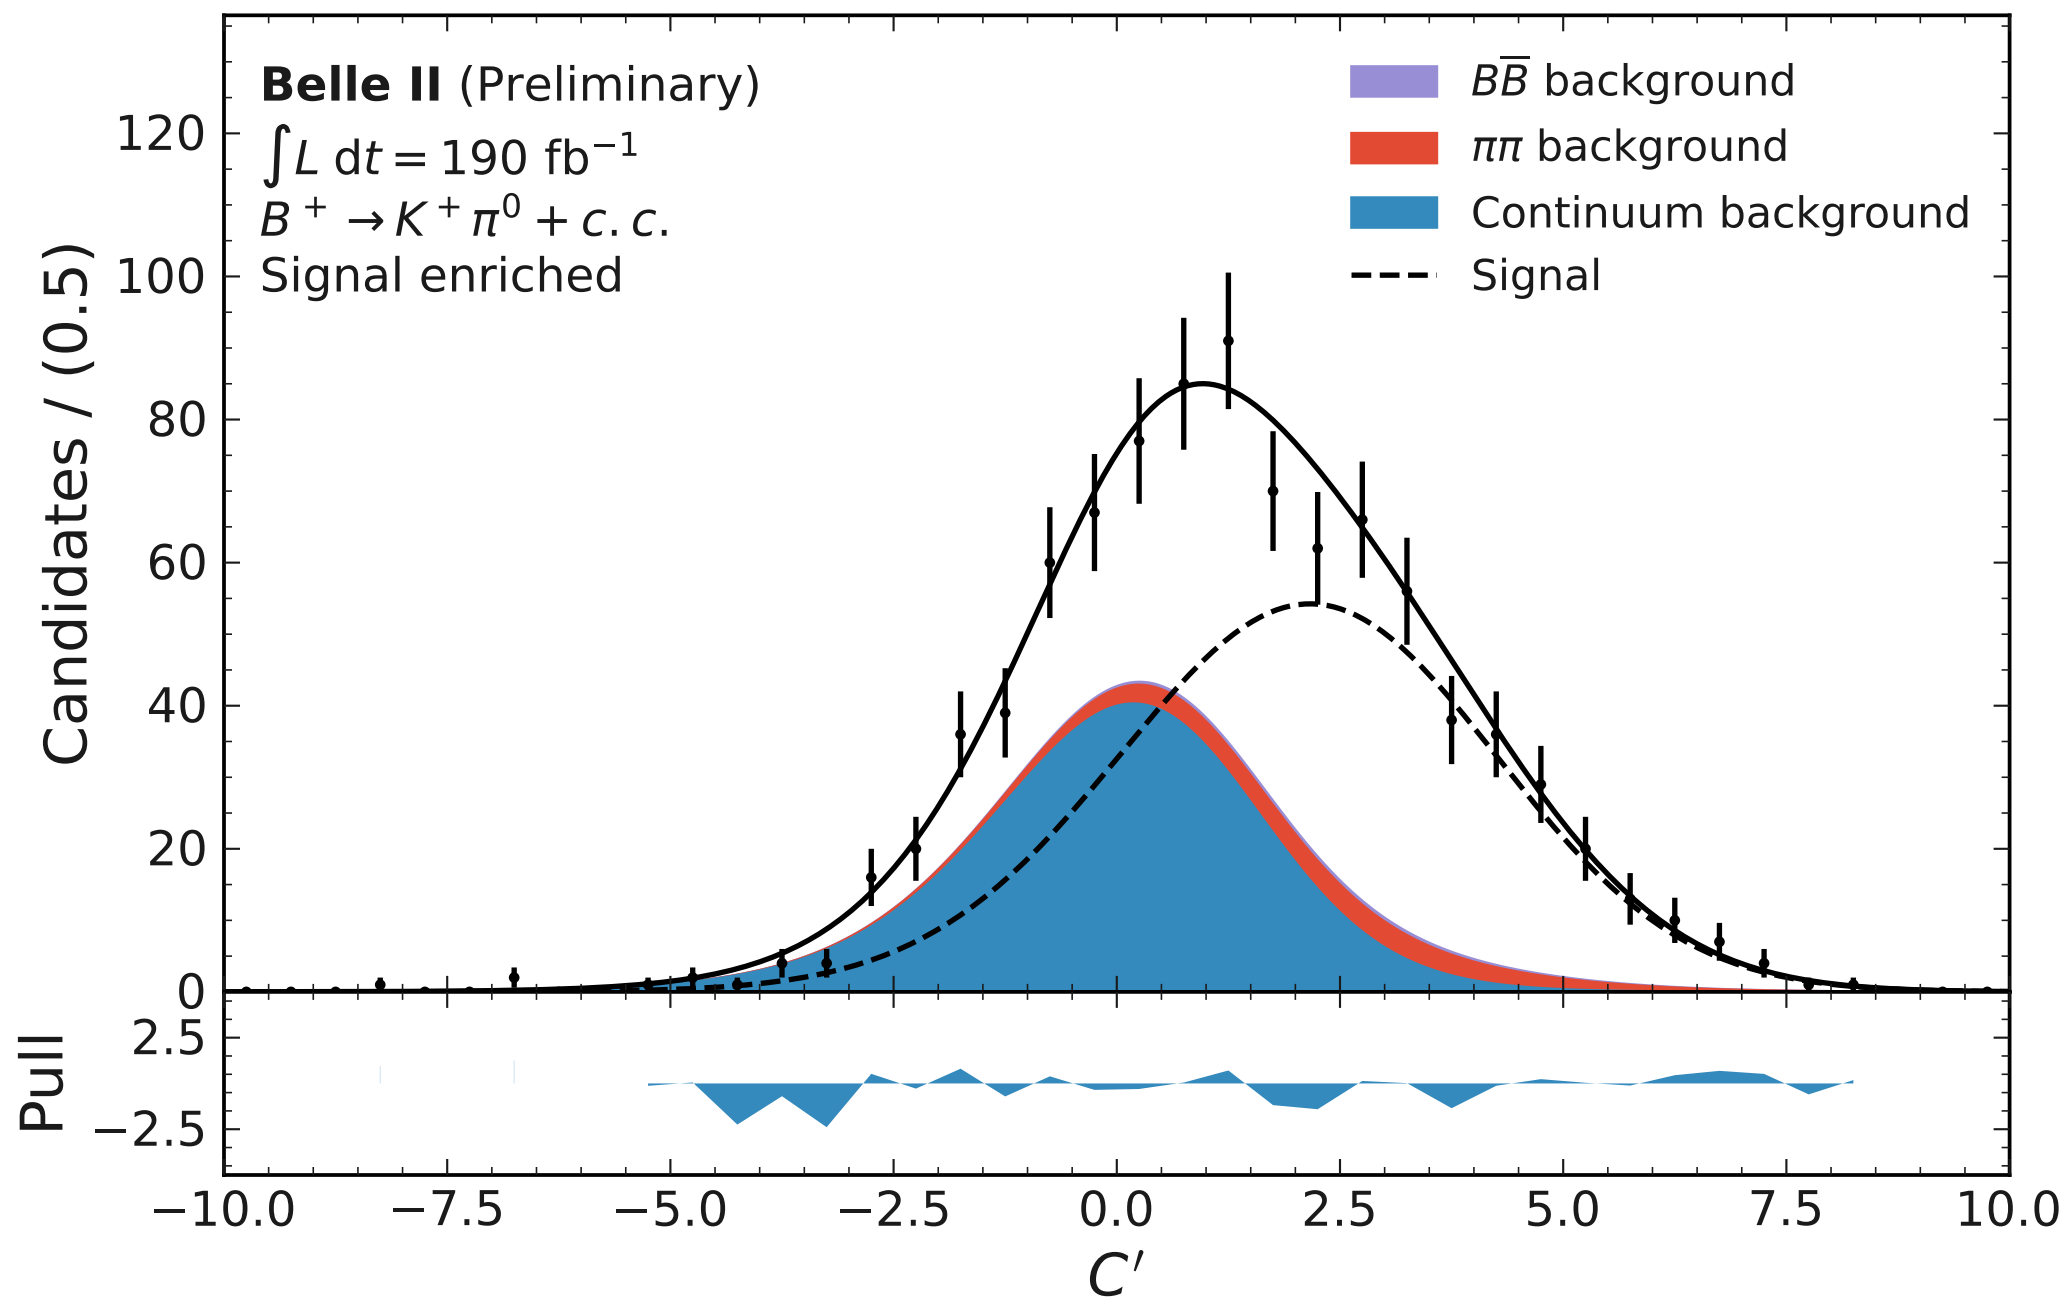 Belle II (Preliminary)
∫L dt = 190 fb⁻¹
B⁺ → K⁺π⁰ + c.c.
Signal enriched
BB̅ background
ππ background
Continuum background
Signal
Candidates / (0.5)
120
100
80
60
40
20
0
Pull
2.5
−2.5
−10.0 −7.5 −5.0 −2.5 0.0 2.5 5.0 7.5 10.0
C′